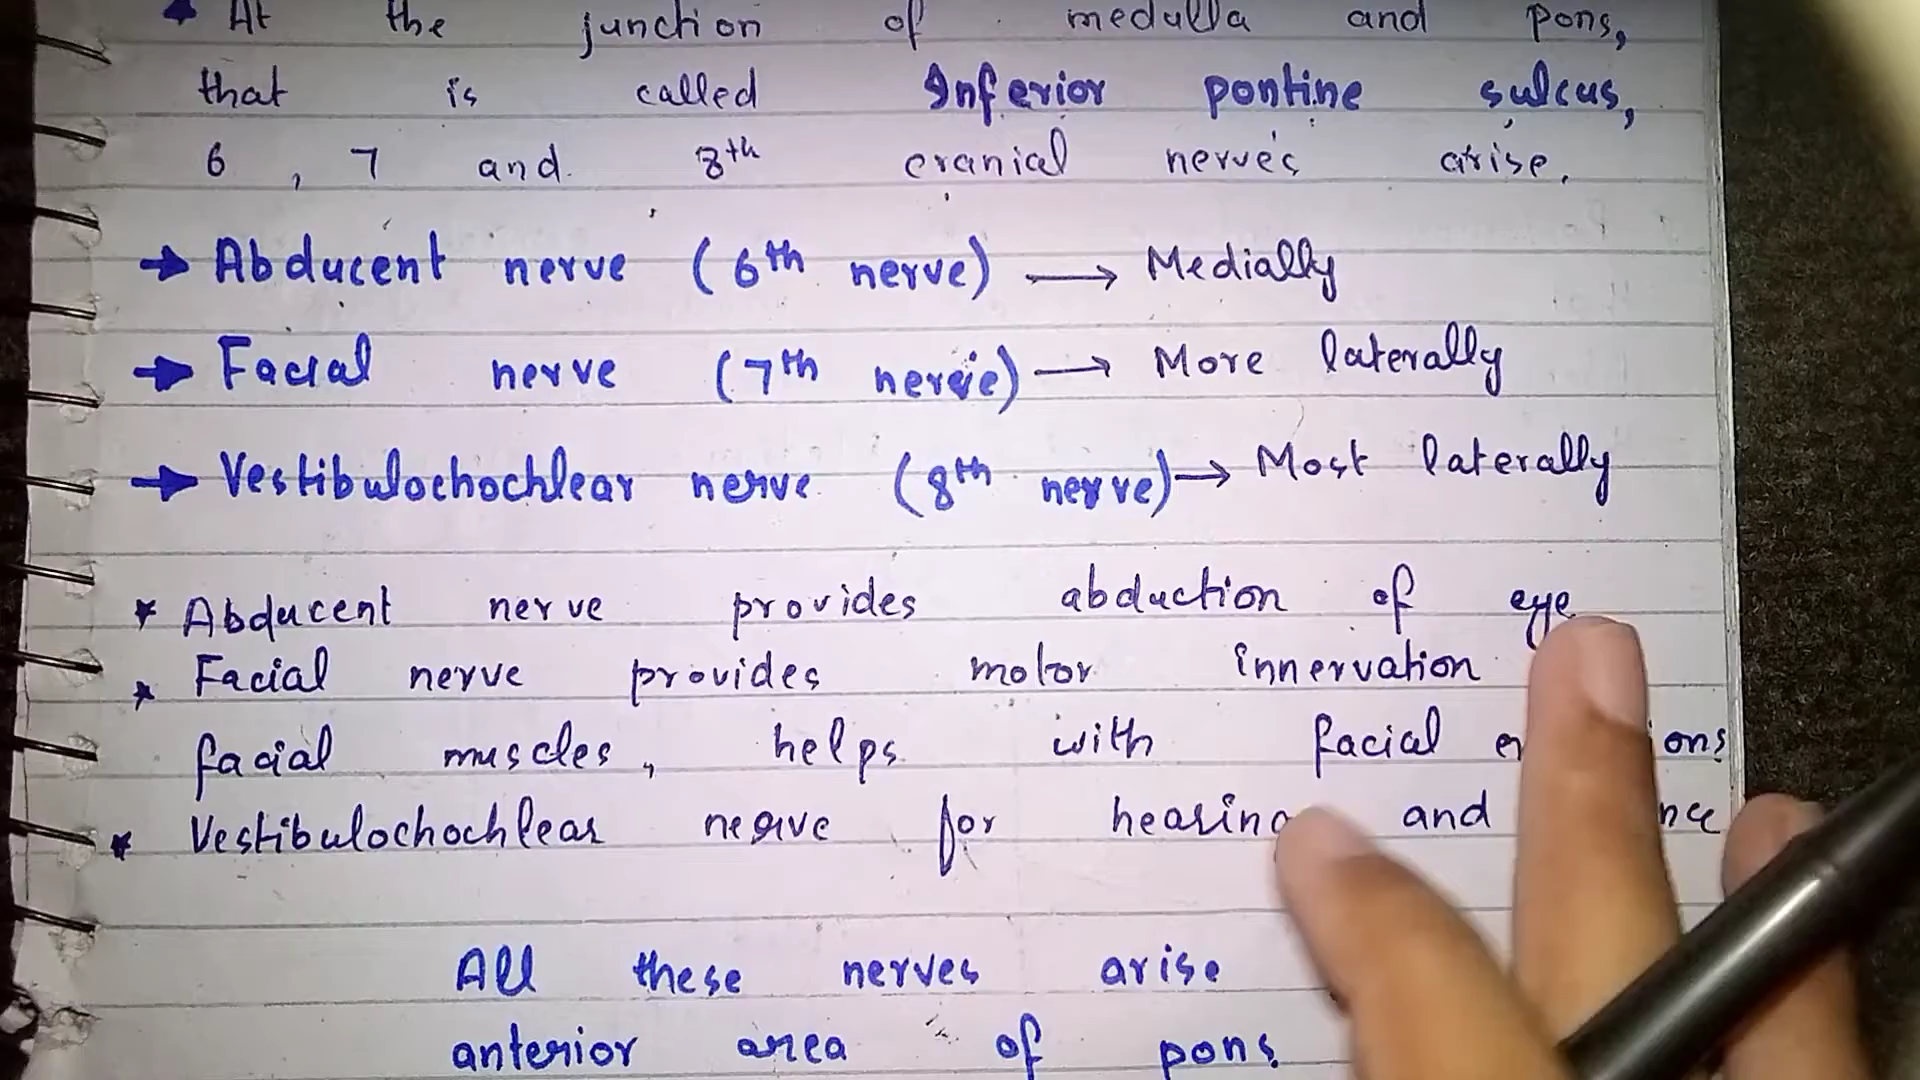 At the junction of medulla and pons,
that is called Inferior pontine sulcus,
6, 7 and 8th cranial nerves arise.
→ Abducent nerve (6th nerve) → Medially
→ Facial nerve (7th nerve) → More laterally
→ Vestibulochochlear nerve (8th nerve) → Most laterally
* Abducent nerve provides abduction of eye
* Facial nerve provides motor innervation
facial muscles, helps with facial
* Vestibulochochlear nerve for hearing and
All these nerves arise
anterior area of pons